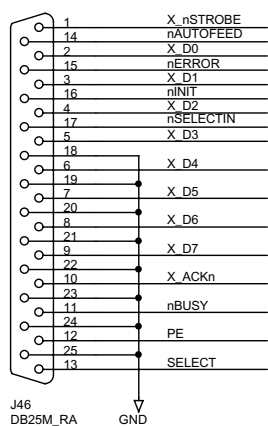 1 X_nSTROBE
14 nAUTOFEED
2 X_D0
15 nERROR
3 X_D1
16 nINIT
4 X_D2
17 nSELECTIN
5 X_D3
18
6 X_D4
19
7 X_D5
20
8 X_D6
21
9 X_D7
22
10 X_ACKn
23
11 nBUSY
24
12 PE
25
13 SELECT
J46
DB25M_RA GND